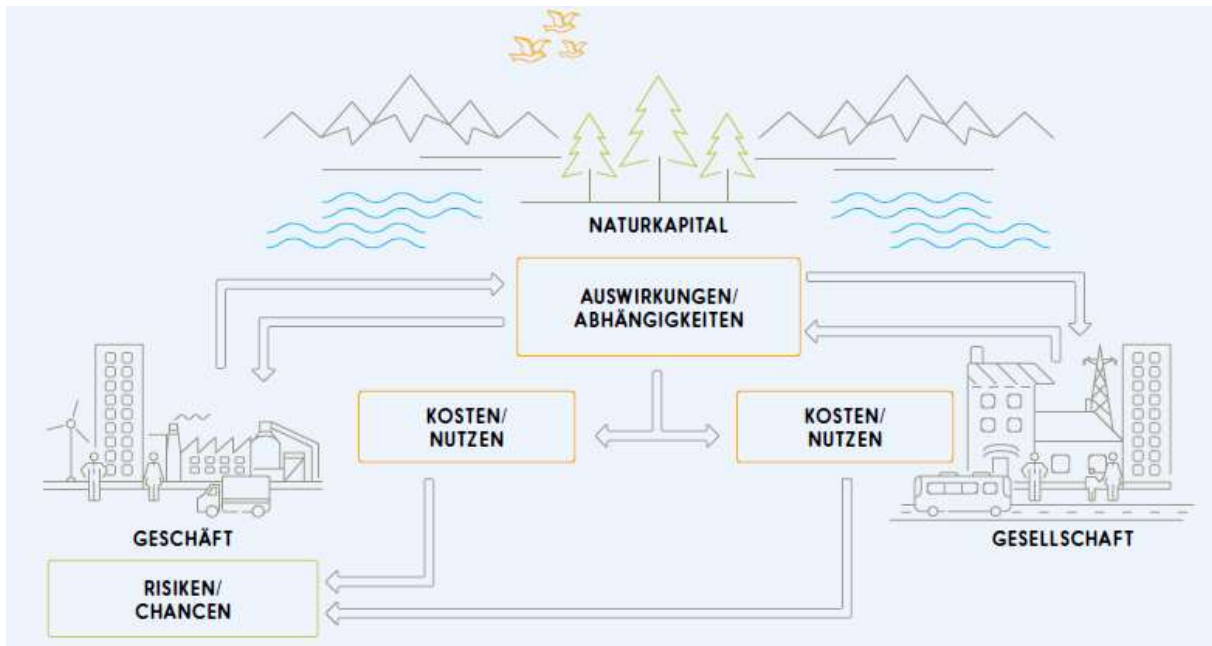 NATURKAPITAL
AUSWIRKUNGEN/
ABHÄNGIGKEITEN
KOSTEN/
NUTZEN
KOSTEN/
NUTZEN
GESCHÄFT
GESELLSCHAFT
RISIKEN/
CHANCEN